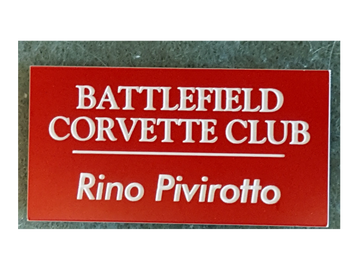 BATTLEFIELD
CORVETTE CLUB
Rino Pivirotto